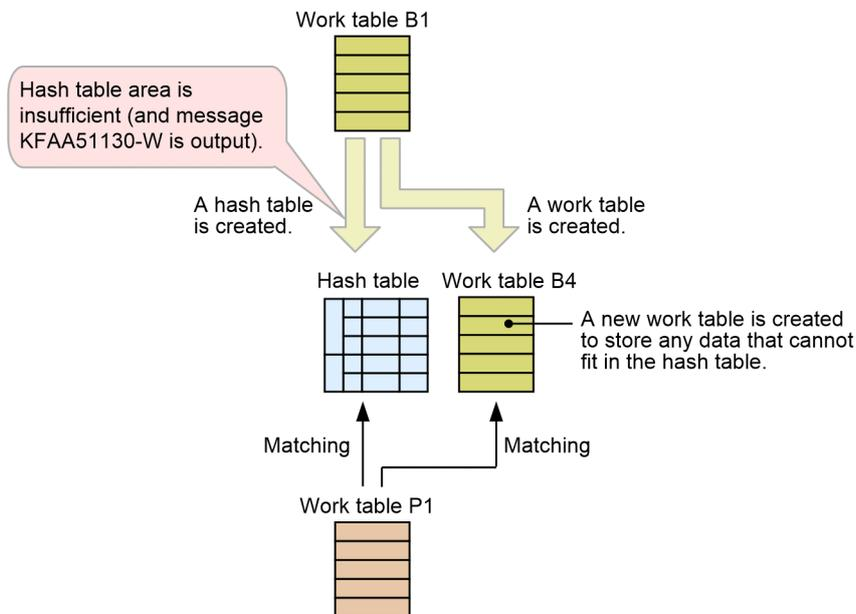 Work table B1
Hash table area is
insufficient (and message
KFAA51130-W is output).
A hash table
is created.
A work table
is created.
Hash table
Work table B4
A new work table is created
to store any data that cannot
fit in the hash table.
Matching
Matching
Work table P1